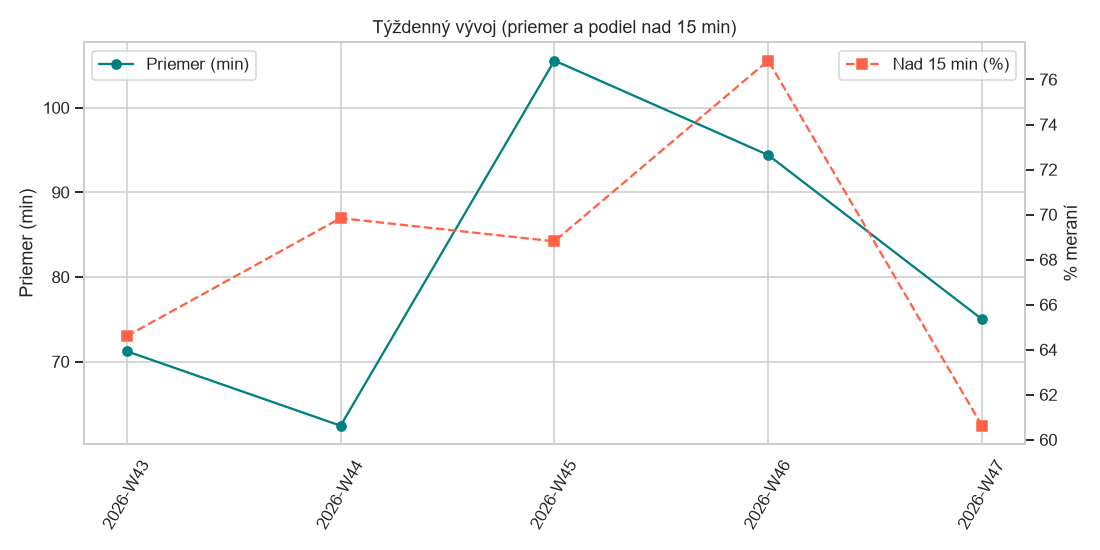 Týždenný vývoj (priemer a podiel nad 15 min)
Priemer (min)
Nad 15 min (%)
Priemer (min)
100
90
80
70
% meraní
76
74
72
70
68
66
64
62
60
2026-W43
2026-W44
2026-W45
2026-W46
2026-W47